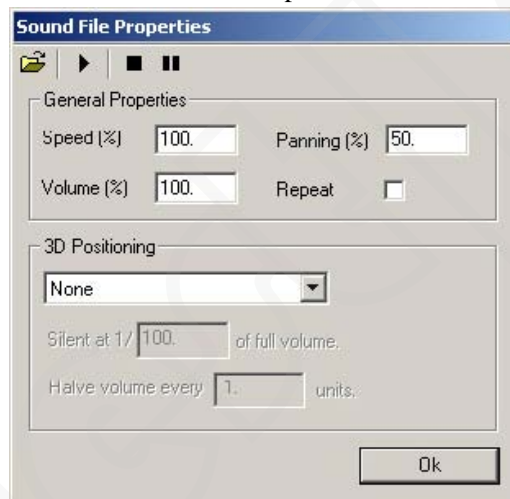 Sound File Properties
General Properties
Speed (%) 100. Panning (%) 50.
Volume (%) 100. Repeat
3D Positioning
None
Silent at 1/ 100. of full volume.
Halve volume every 1. units.
Ok